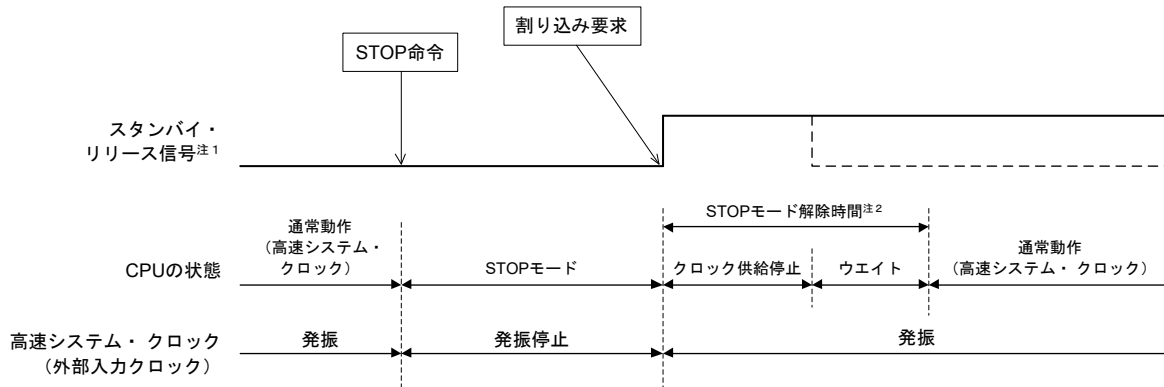 割り込み要求
STOP命令
スタンバイ・
リリース信号注1
STOPモード解除時間注2
通常動作
(高速システム・
クロック)
通常動作
(高速システム・ クロック)
CPUの状態
STOPモード
クロック供給停止
ウエイト
高速システム・ クロック
(外部入力クロック)
発振
発振停止
発振